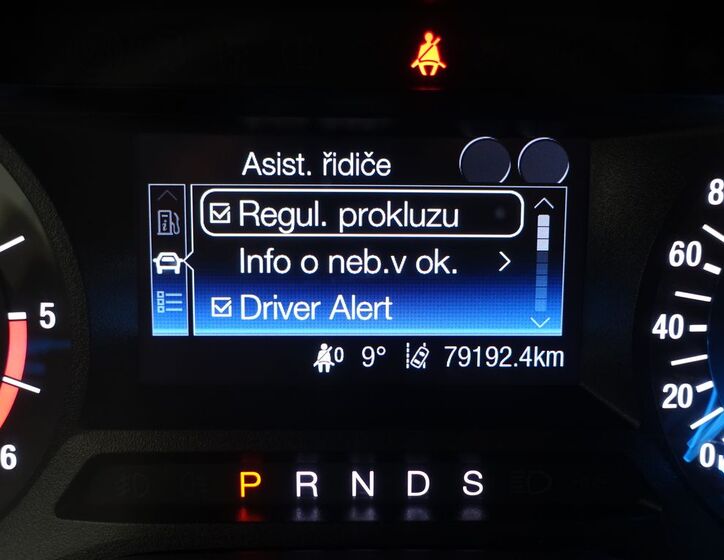 Asist. řidiče
Regul. prokluzu
Info o neb.v ok.
Driver Alert
0 9° 79192.4km
5
6
8
60
40
20
0
P R N D S